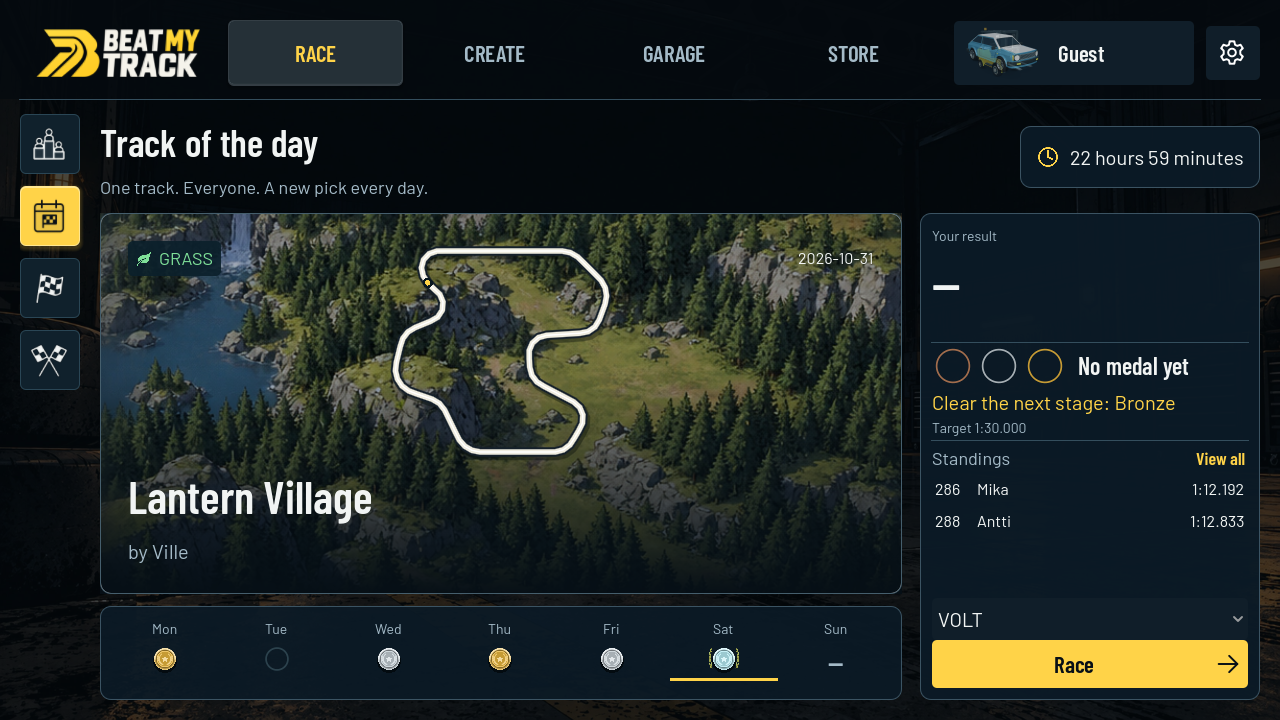 BEATMY
TRACK
RACE
CREATE
GARAGE
STORE
Guest
Track of the day
One track. Everyone. A new pick every day.
22 hours 59 minutes
GRASS
2026-10-31
Lantern Village
by Ville
Your result
—
No medal yet
Clear the next stage: Bronze
Target 1:30.000
Standings View all
286 Mika 1:12.192
288 Antti 1:12.833
VOLT
Race
Mon Tue Wed Thu Fri Sat Sun
—